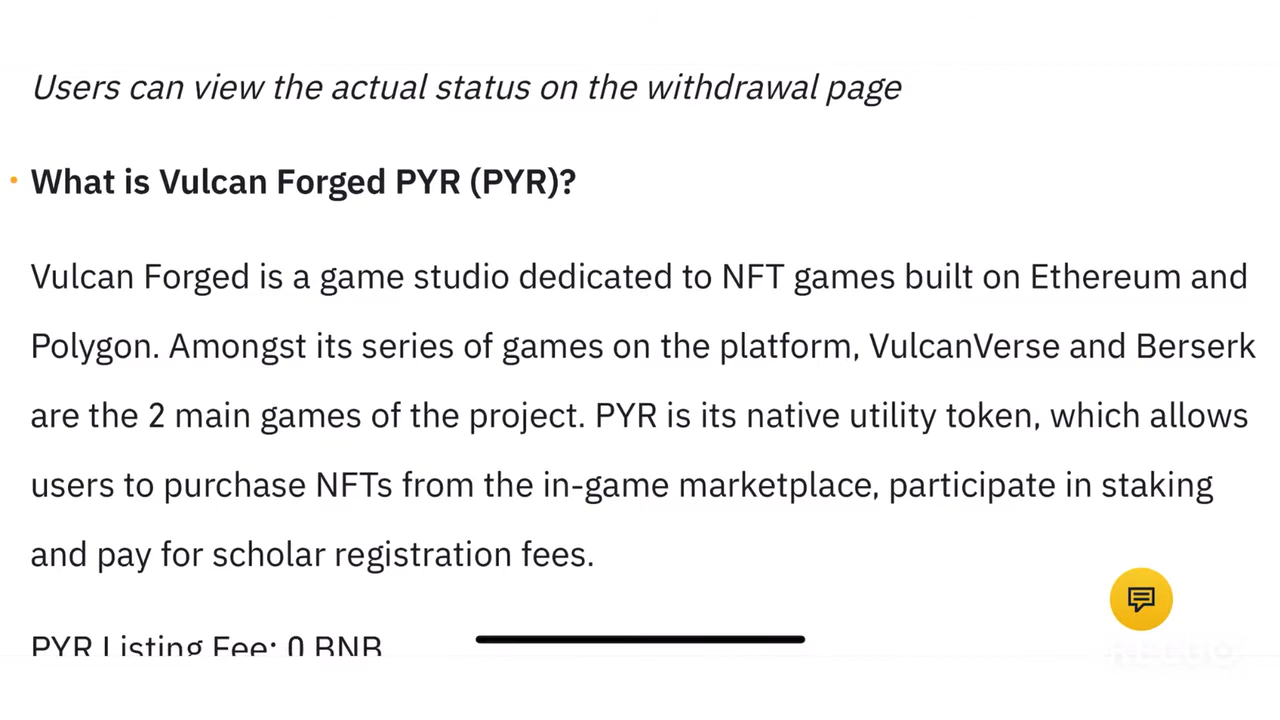 Users can view the actual status on the withdrawal page
• What is Vulcan Forged PYR (PYR)?
Vulcan Forged is a game studio dedicated to NFT games built on Ethereum and
Polygon. Amongst its series of games on the platform, VulcanVerse and Berserk
are the 2 main games of the project. PYR is its native utility token, which allows
users to purchase NFTs from the in-game marketplace, participate in staking
and pay for scholar registration fees.
PYR Listing Fee: 0 BNB